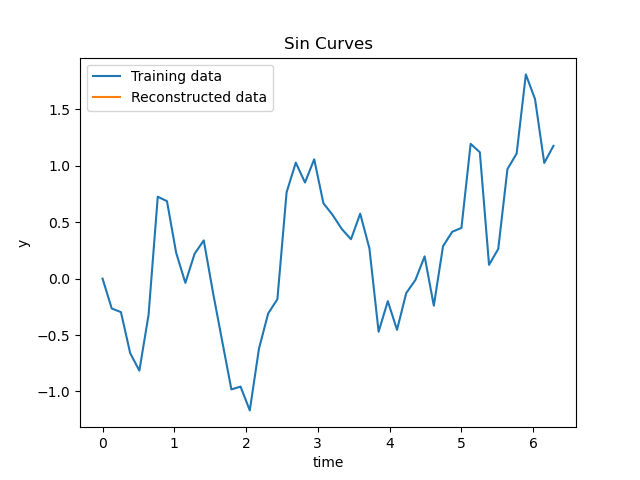 Sin Curves
Training data
Reconstructed data
1.5
1.0
0.5
0.0
−0.5
−1.0
y
0 1 2 3 4 5 6
time